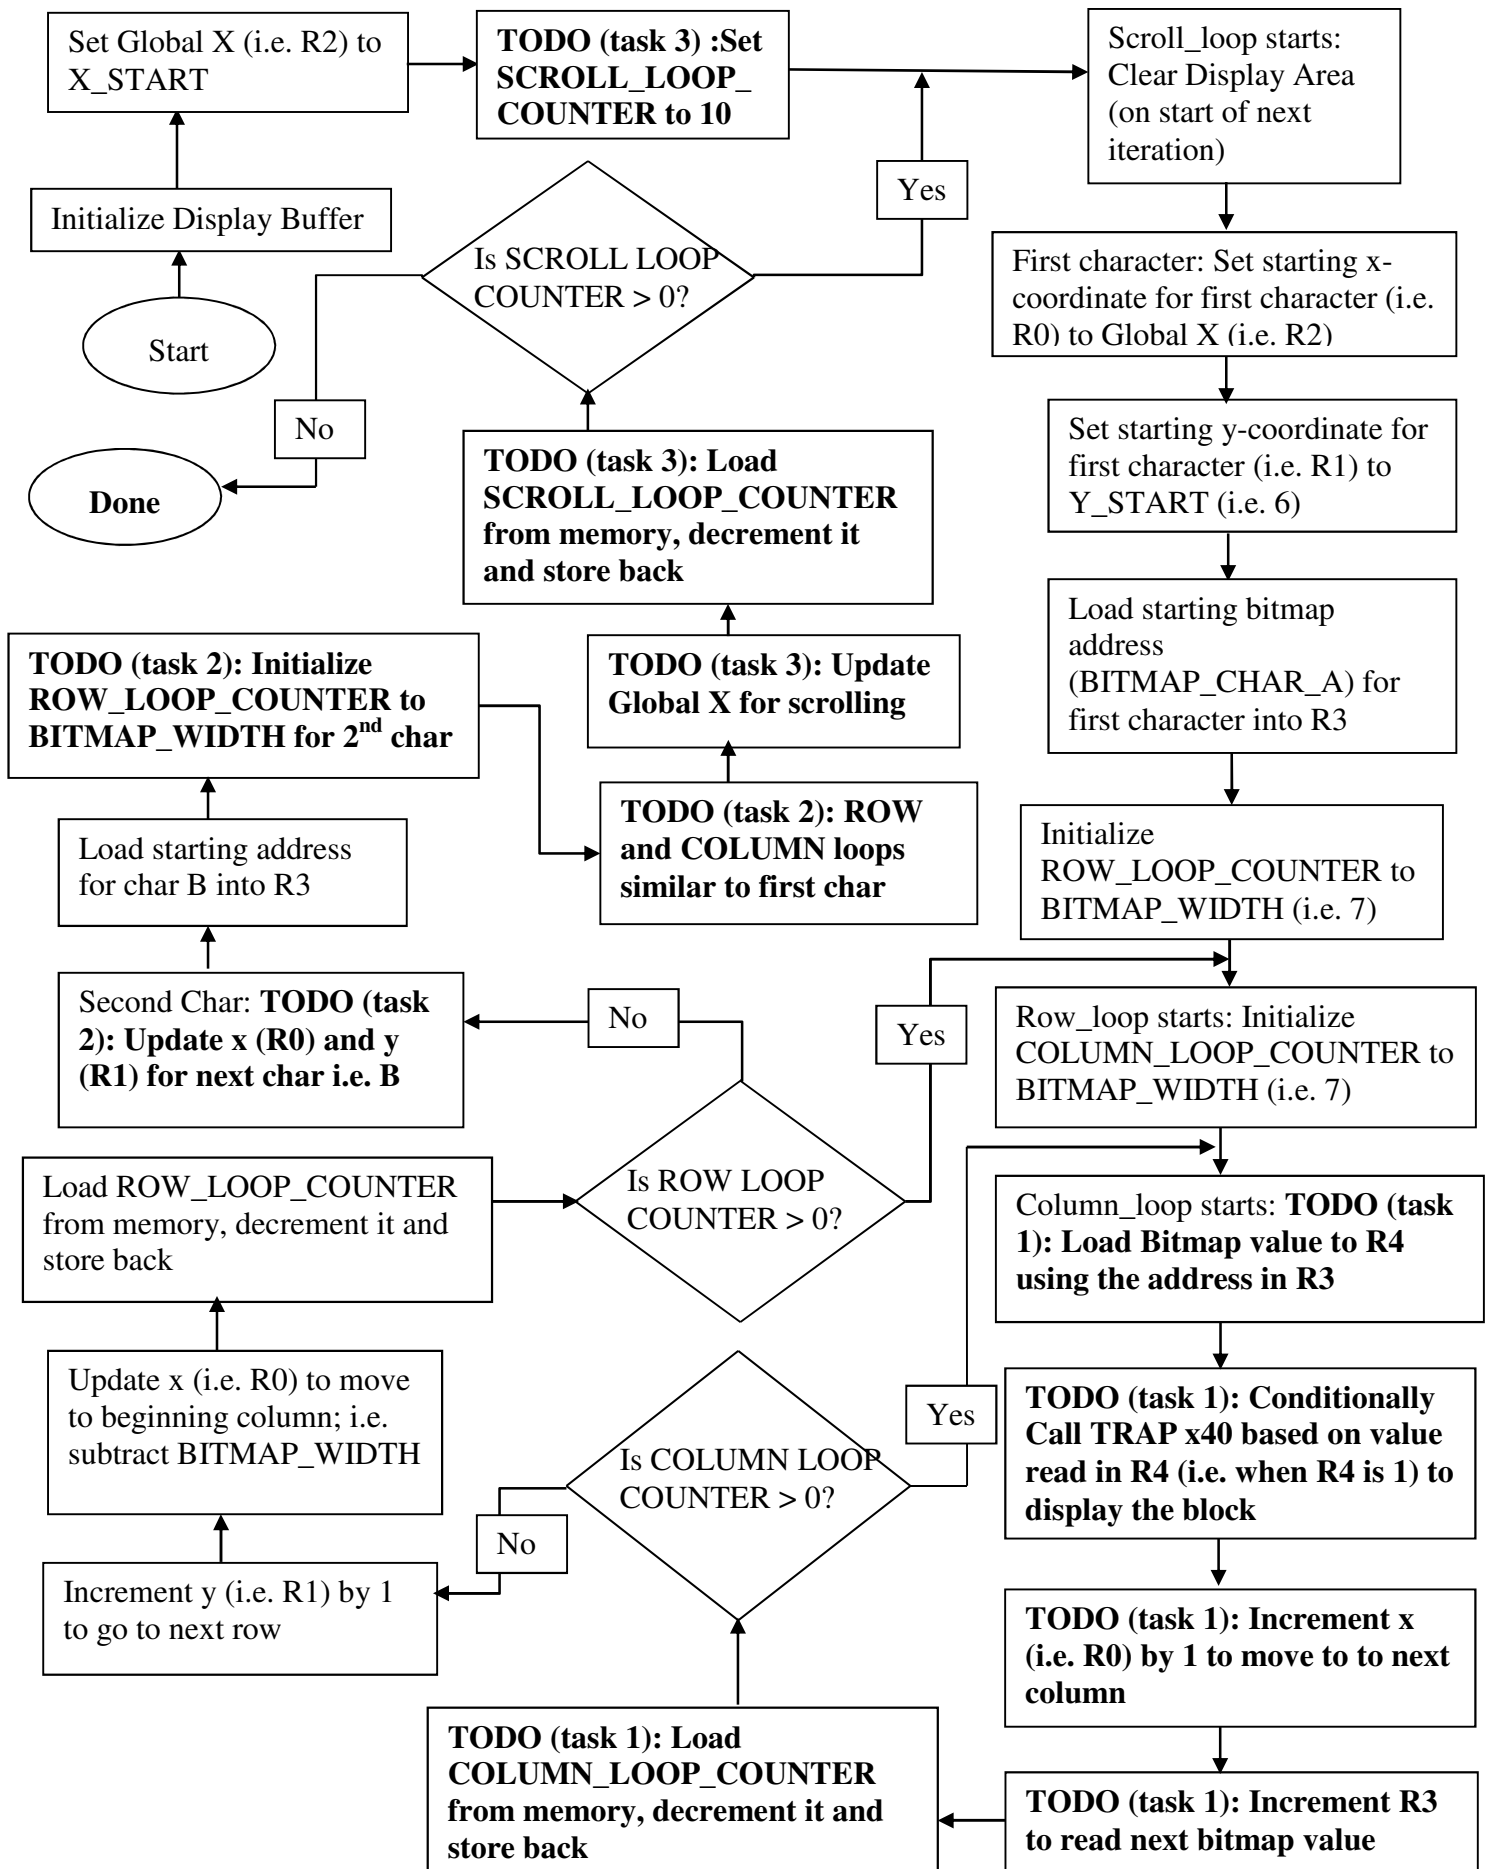 Set Global X (i.e. R2) to
X_START
TODO (task 3) :Set
SCROLL_LOOP_
COUNTER to 10
Scroll_loop starts:
Clear Display Area
(on start of next
iteration)
Yes
Initialize Display Buffer
Is SCROLL LOOP
COUNTER > 0?
First character: Set starting x-
coordinate for first character (i.e.
R0) to Global X (i.e. R2)
Start
No
Done
TODO (task 3): Load
SCROLL_LOOP_COUNTER
from memory, decrement it
and store back
Set starting y-coordinate for
first character (i.e. R1) to
Y_START (i.e. 6)
Load starting bitmap
address
(BITMAP_CHAR_A) for
first character into R3
TODO (task 2): Initialize
ROW_LOOP_COUNTER to
BITMAP_WIDTH for 2nd char
TODO (task 3): Update
Global X for scrolling
TODO (task 2): ROW
and COLUMN loops
similar to first char
Load starting address
for char B into R3
Initialize
ROW_LOOP_COUNTER to
BITMAP_WIDTH (i.e. 7)
Second Char: TODO (task
2): Update x (R0) and y
(R1) for next char i.e. B
No
Yes
Row_loop starts: Initialize
COLUMN_LOOP_COUNTER to
BITMAP_WIDTH (i.e. 7)
Load ROW_LOOP_COUNTER
from memory, decrement it and
store back
Is ROW LOOP
COUNTER > 0?
Column_loop starts: TODO (task
1): Load Bitmap value to R4
using the address in R3
Update x (i.e. R0) to move
to beginning column; i.e.
subtract BITMAP_WIDTH
Is COLUMN LOOP
COUNTER > 0?
Yes
TODO (task 1): Conditionally
Call TRAP x40 based on value
read in R4 (i.e. when R4 is 1) to
display the block
No
Increment y (i.e. R1) by 1
to go to next row
TODO (task 1): Increment x
(i.e. R0) by 1 to move to to next
column
TODO (task 1): Load
COLUMN_LOOP_COUNTER
from memory, decrement it and
store back
TODO (task 1): Increment R3
to read next bitmap value